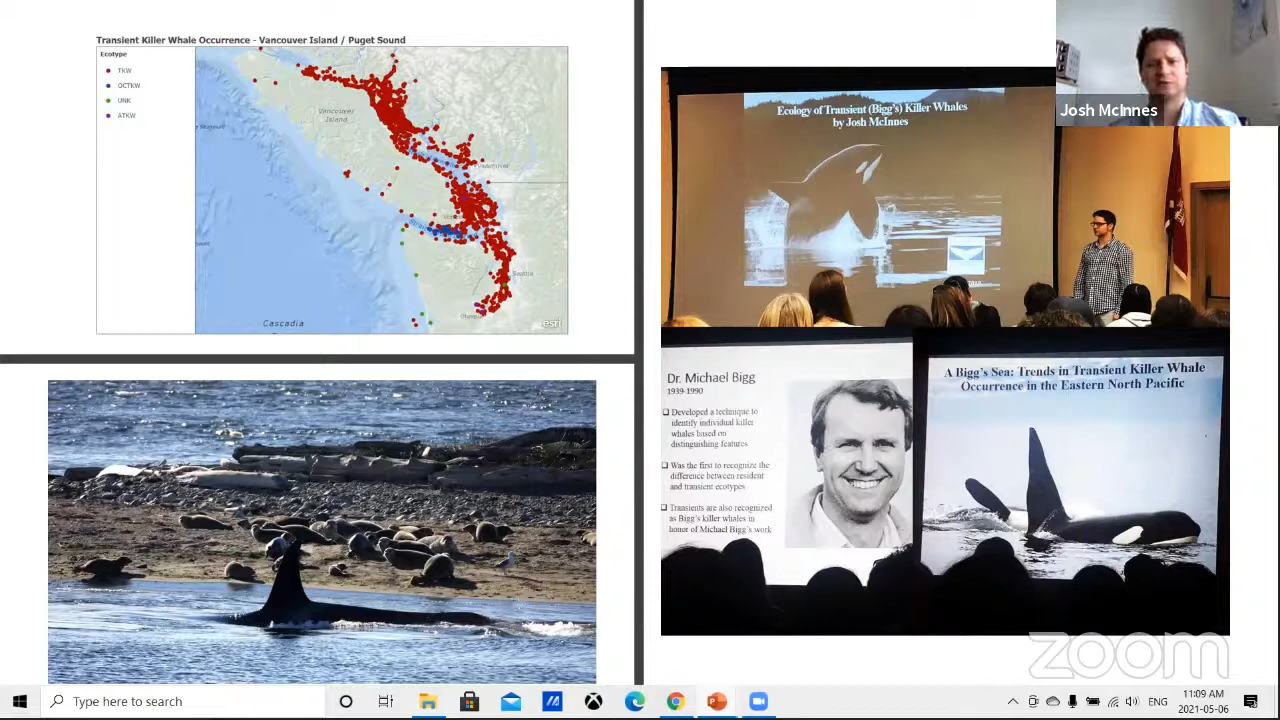 Transient Killer Whale Occurrence - Vancouver Island / Puget Sound
Ecotype
TKW
OCTKW
UNK
ATKW
Vancouver
Island
Seattle
Cascadia
esri
Josh McInnes
Ecology of Transient (Bigg's) Killer Whales
by Josh McInnes
Dr. Michael Bigg
1939-1990
Developed a technique to
identify individual killer
whales based on
distinguishing features
Was the first to recognize the
difference between resident
and transient ecotypes
Transients are also recognized
as Bigg's killer whales in
honor of Michael Bigg's work
A Bigg's Sea: Trends in Transient Killer Whale
Occurrence in the Eastern North Pacific
zoom
Type here to search
ENG
11:09 AM
2021-05-06